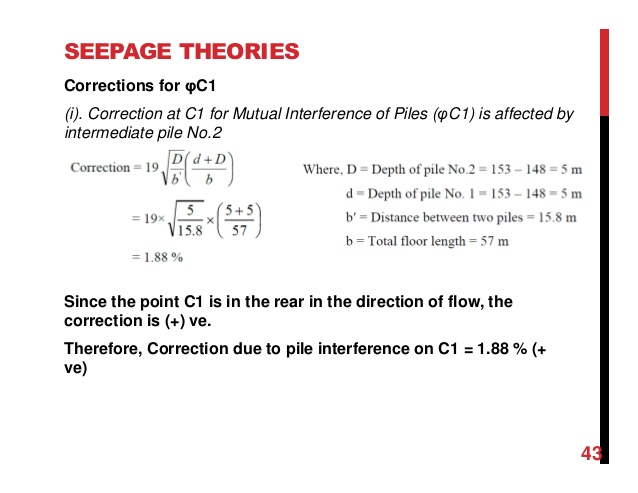 SEEPAGE THEORIES
Corrections for φC1
(i). Correction at C1 for Mutual Interference of Piles (φC1) is affected by
intermediate pile No.2
Correction = 19 √(D/b') ((d + D)/b)
Where, D = Depth of pile No.2 = 153 – 148 = 5 m
d = Depth of pile No. 1 = 153 – 148 = 5 m
= 19× √(5/15.8) × ((5 + 5)/57)
b′ = Distance between two piles = 15.8 m
b = Total floor length = 57 m
= 1.88 %
Since the point C1 is in the rear in the direction of flow, the
correction is (+) ve.
Therefore, Correction due to pile interference on C1 = 1.88 % (+
ve)
43